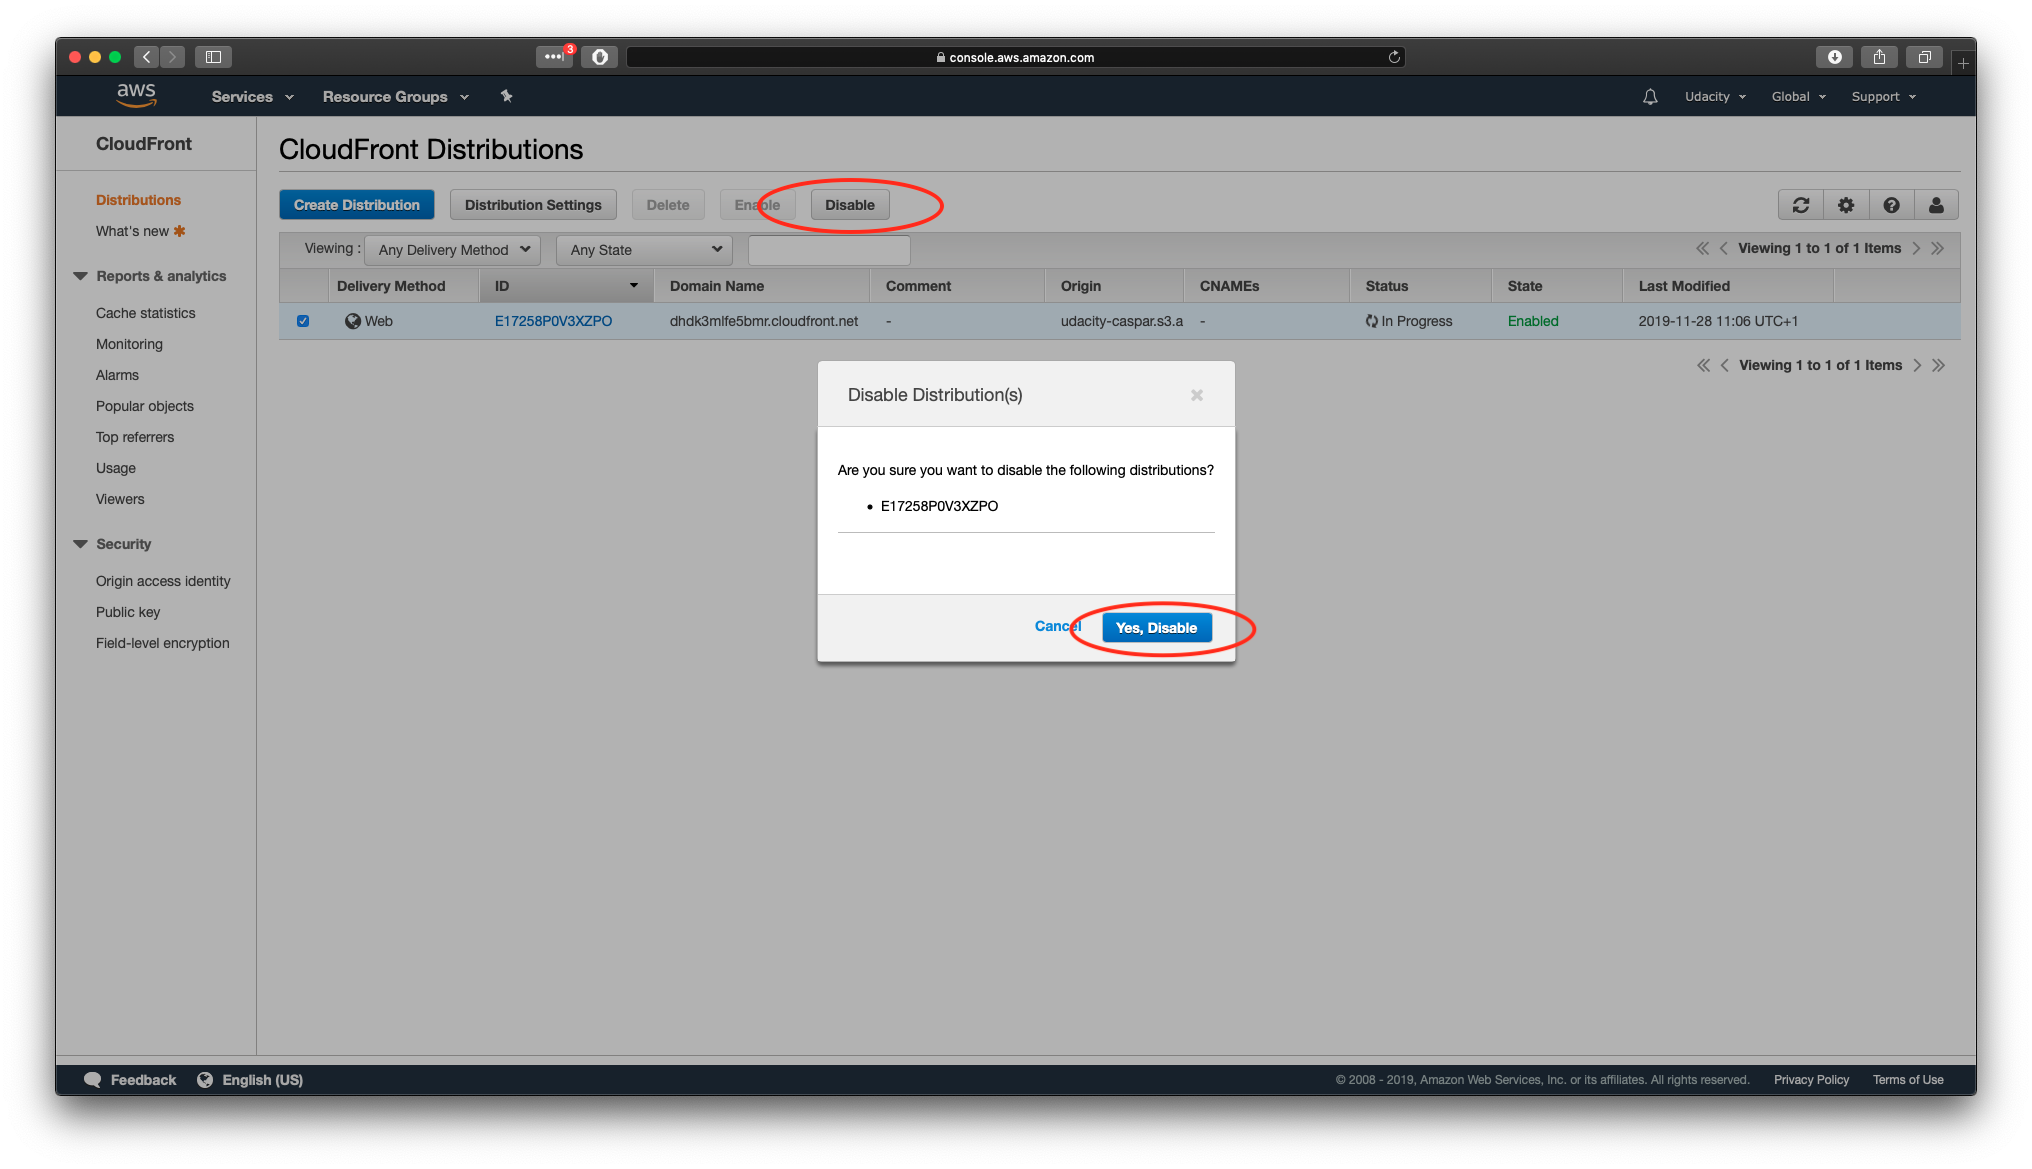 3
console.aws.amazon.com
aws Services Resource Groups Udacity Global Support
CloudFront
Distributions
What's new
Reports & analytics
Cache statistics
Monitoring
Alarms
Popular objects
Top referrers
Usage
Viewers
Security
Origin access identity
Public key
Field-level encryption
CloudFront Distributions
Create Distribution Distribution Settings Delete Enable Disable
Viewing : Any Delivery Method Any State Viewing 1 to 1 of 1 Items
Delivery Method ID Domain Name Comment Origin CNAMEs Status State Last Modified
Web E17258P0V3XZPO dhdk3mlfe5bmr.cloudfront.net - udacity-caspar.s3.a - In Progress Enabled 2019-11-28 11:06 UTC+1
Viewing 1 to 1 of 1 Items
Disable Distribution(s)
Are you sure you want to disable the following distributions?
• E17258P0V3XZPO
Cancel Yes, Disable
Feedback English (US) © 2008 - 2019, Amazon Web Services, Inc. or its affiliates. All rights reserved. Privacy Policy Terms of Use